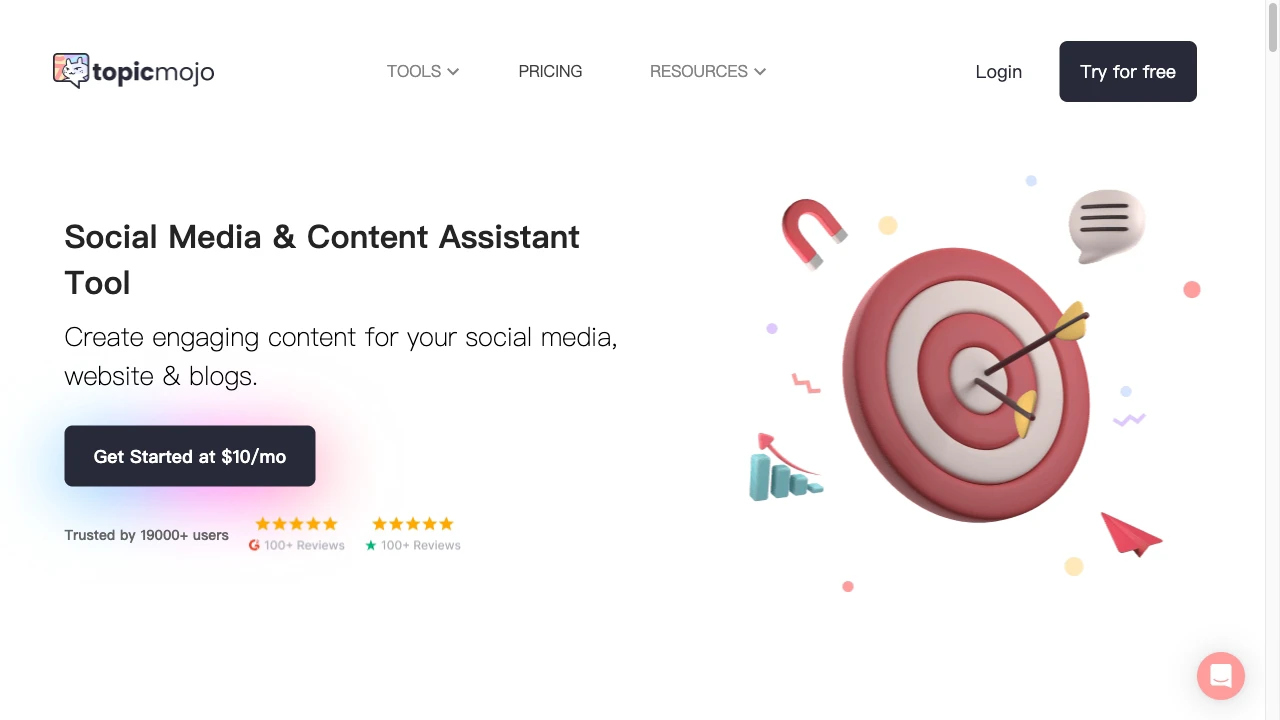 topicmojo
TOOLS
PRICING
RESOURCES
Login
Try for free
Social Media & Content Assistant
Tool
Create engaging content for your social media,
website & blogs.
Get Started at $10/mo
Trusted by 19000+ users
100+ Reviews
100+ Reviews